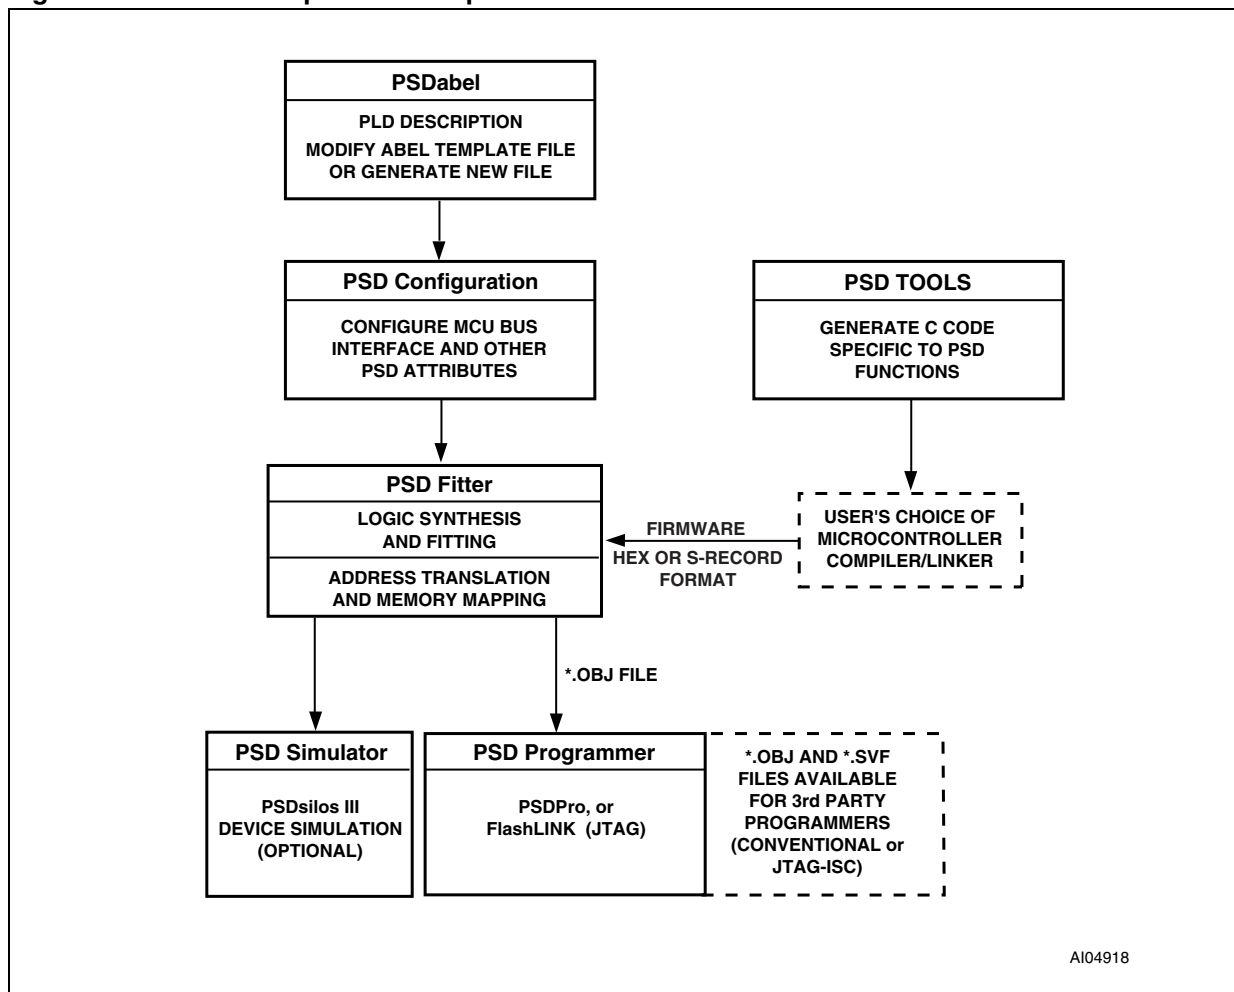 PSDabel
PLD DESCRIPTION
MODIFY ABEL TEMPLATE FILE
OR GENERATE NEW FILE
PSD Configuration
CONFIGURE MCU BUS
INTERFACE AND OTHER
PSD ATTRIBUTES
PSD TOOLS
GENERATE C CODE
SPECIFIC TO PSD
FUNCTIONS
PSD Fitter
LOGIC SYNTHESIS
AND FITTING
ADDRESS TRANSLATION
AND MEMORY MAPPING
FIRMWARE
HEX OR S-RECORD
FORMAT
USER'S CHOICE OF
MICROCONTROLLER
COMPILER/LINKER
*.OBJ FILE
PSD Simulator
PSDsilos III
DEVICE SIMULATION
(OPTIONAL)
PSD Programmer
PSDPro, or
FlashLINK (JTAG)
*.OBJ AND *.SVF
FILES AVAILABLE
FOR 3rd PARTY
PROGRAMMERS
(CONVENTIONAL or
JTAG-ISC)
AI04918